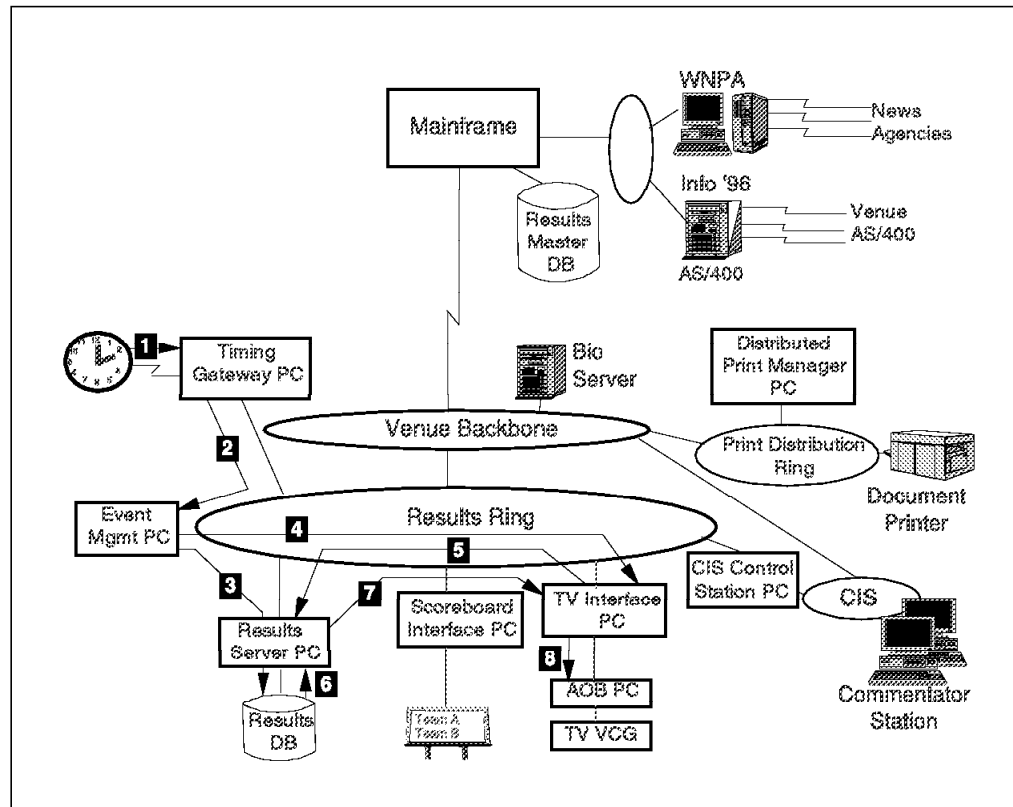 WNPA
Mainframe
News
Agencies
Info '96
Results
Master
DB
Venue
AS/400
AS/400
1
Timing
Gateway PC
Bio
Server
Distributed
Print Manager
PC
2
Venue Backbone
Print Distribution
Ring
Document
Printer
Event
Mgmt PC
Results Ring
4
5
3
7
CIS Control
Station PC
CIS
Scoreboard
Interface PC
TV Interface
PC
Results
Server PC
6
8
AOB PC
Results
DB
Team A
Team B
TV VCG
Commentator
Station